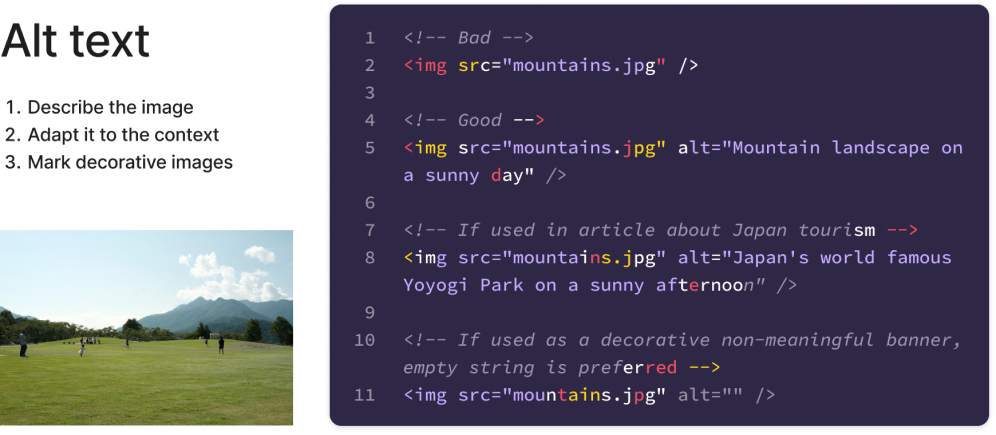 Alt text
1. Describe the image
2. Adapt it to the context
3. Mark decorative images
1 <!-- Bad -->
2 <img src="mountains.jpg" />
3
4 <!-- Good -->
5 <img src="mountains.jpg" alt="Mountain landscape on
a sunny day" />
6
7 <!-- If used in article about Japan tourism -->
8 <img src="mountains.jpg" alt="Japan's world famous
Yoyogi Park on a sunny afternoon" />
9
10 <!-- If used as a decorative non-meaningful banner,
empty string is preferred -->
11 <img src="mountains.jpg" alt="" />